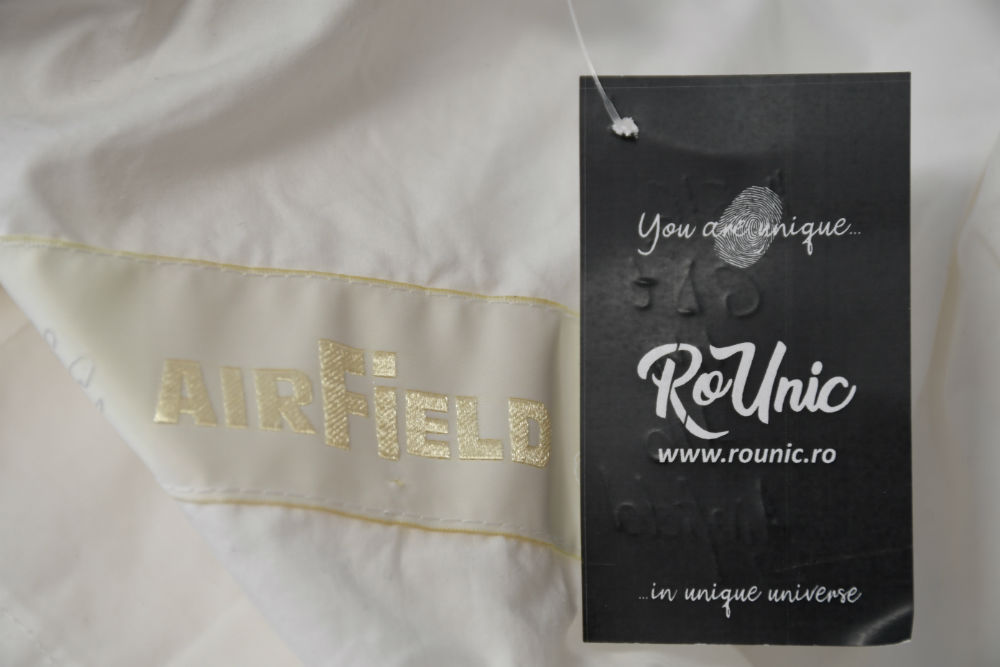 AIRFiELD
You are unique...
RoUnic
www.rounic.ro
...in unique universe